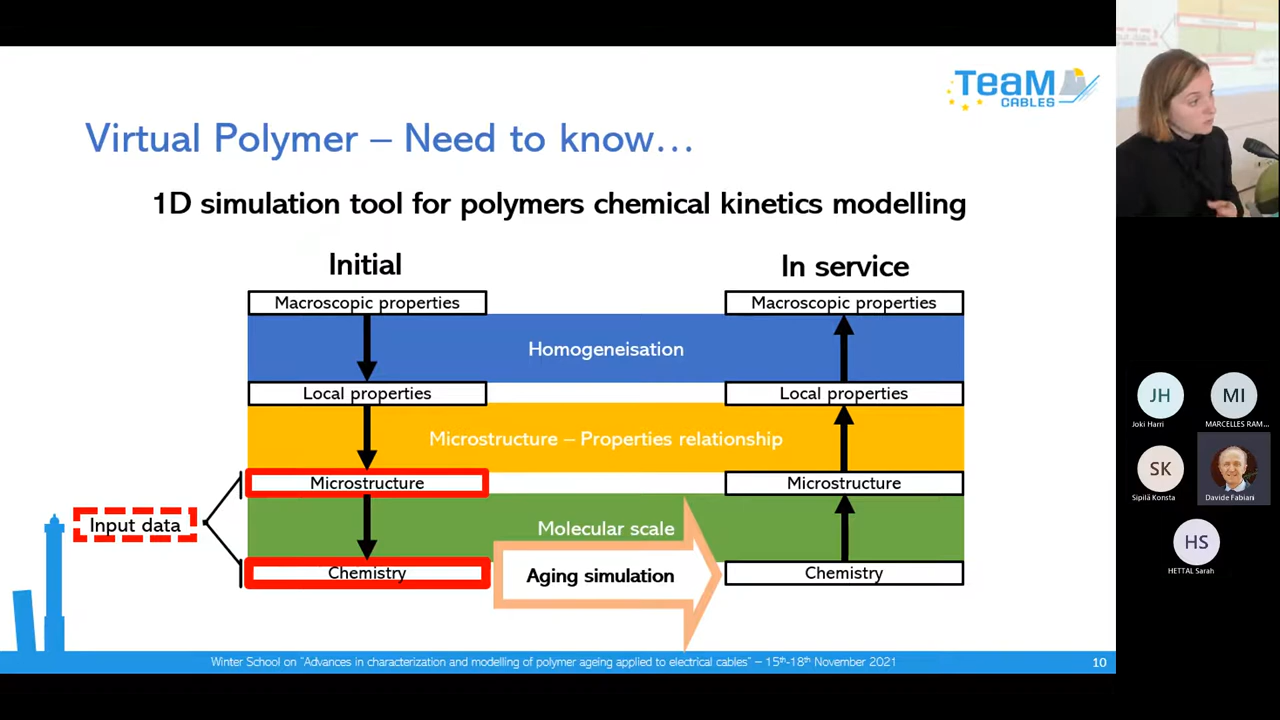 TeaM
CABLES
Virtual Polymer – Need to know…
1D simulation tool for polymers chemical kinetics modelling
Initial
In service
Macroscopic properties
Macroscopic properties
Homogeneisation
Local properties
Local properties
Microstructure – Properties relationship
Microstructure
Microstructure
Input data
Molecular scale
Chemistry
Aging simulation
Chemistry
Winter School on "Advances in characterization and modelling of polymer ageing applied to electrical cables" – 15th-18th November 2021
10
JH
Joki Harri
MI
MARCELLES RAM...
SK
Sipilä Konsta
Davide Fabiani
HS
HETTAL Sarah